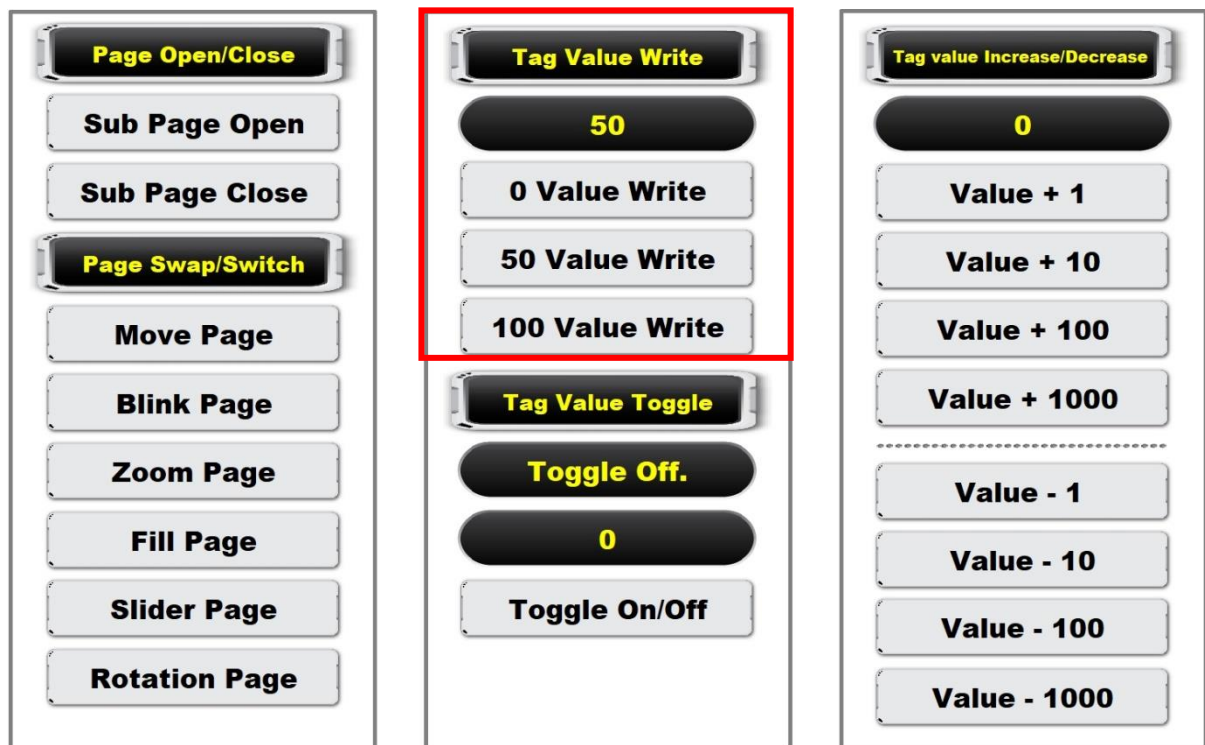 Page Open/Close
Sub Page Open
Sub Page Close
Page Swap/Switch
Move Page
Blink Page
Zoom Page
Fill Page
Slider Page
Rotation Page
Tag Value Write
50
0 Value Write
50 Value Write
100 Value Write
Tag Value Toggle
Toggle Off.
0
Toggle On/Off
Tag value Increase/Decrease
0
Value + 1
Value + 10
Value + 100
Value + 1000
Value - 1
Value - 10
Value - 100
Value - 1000